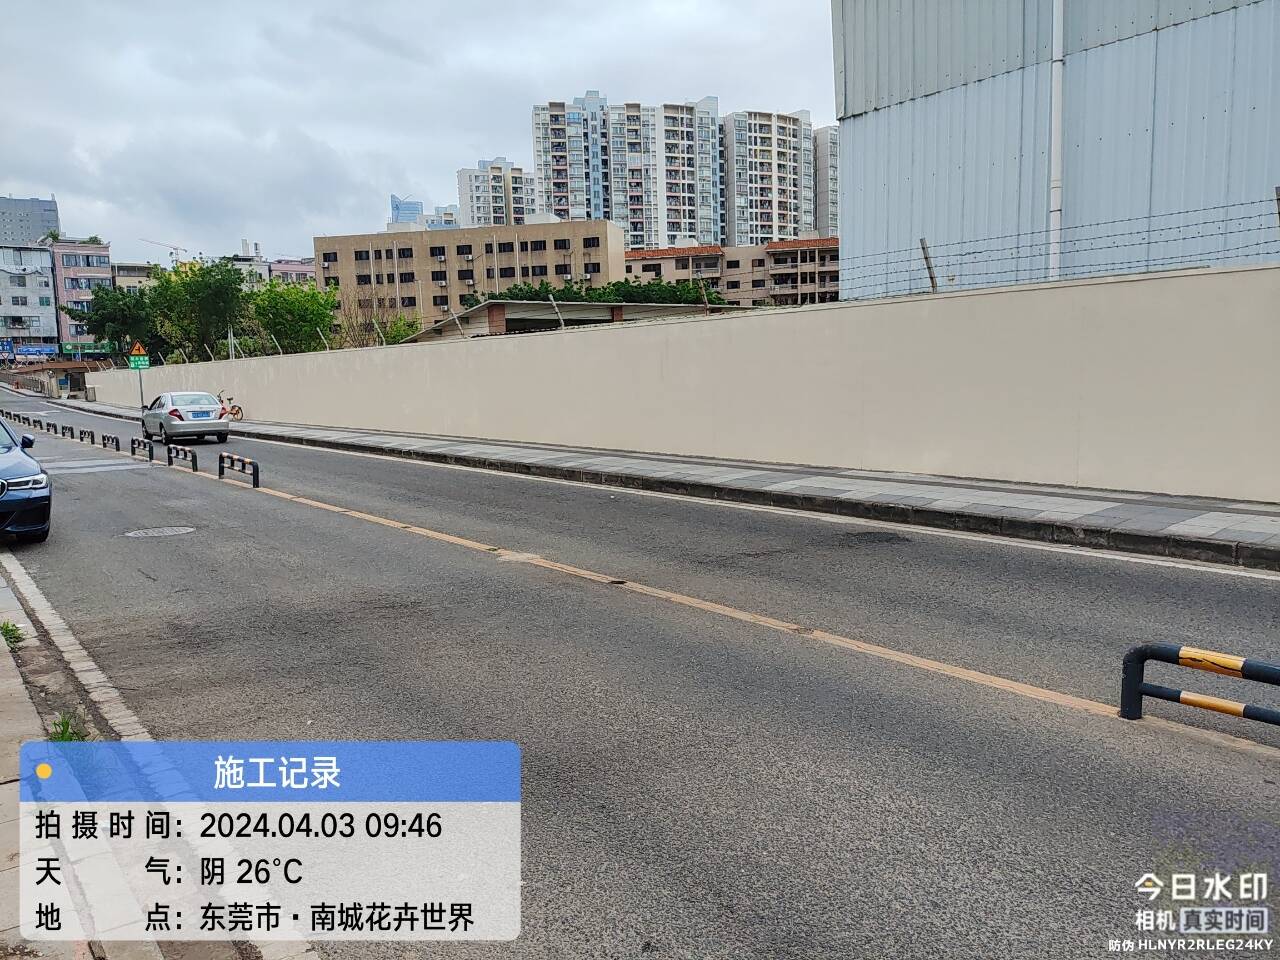 施工记录
拍摄时间：2024.04.03 09:46
天气：阴 26°C
地点：东莞市·南城花卉世界
今日水印
相机 真实时间
防伪 HLNYR2RLEG24KY